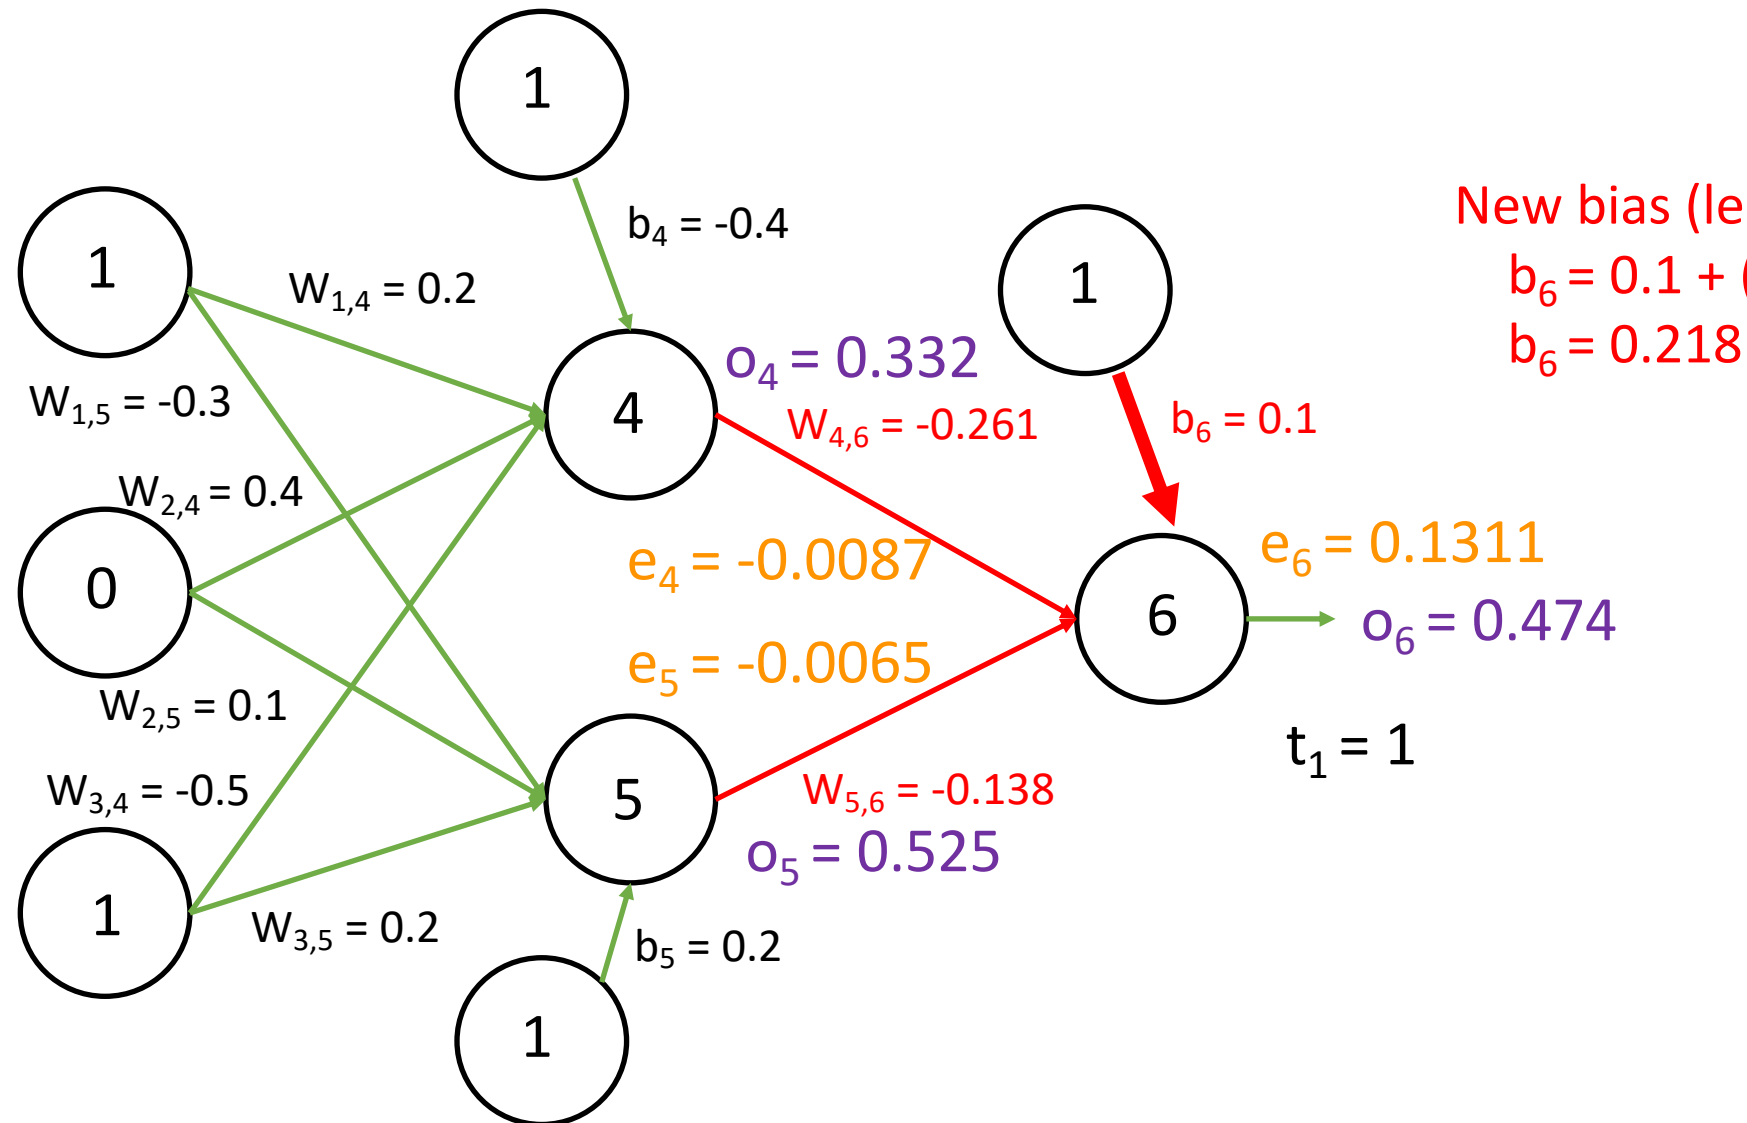 1
b₄ = -0.4
1
W₁,₄ = 0.2
1
New bias (le
b₆ = 0.1 + (
b₆ = 0.218
o₄ = 0.332
W₁,₅ = -0.3
4
W₄,₆ = -0.261
b₆ = 0.1
W₂,₄ = 0.4
0
e₄ = -0.0087
e₆ = 0.1311
6
o₆ = 0.474
e₅ = -0.0065
W₂,₅ = 0.1
t₁ = 1
W₃,₄ = -0.5
5
W₅,₆ = -0.138
o₅ = 0.525
1
W₃,₅ = 0.2
b₅ = 0.2
1